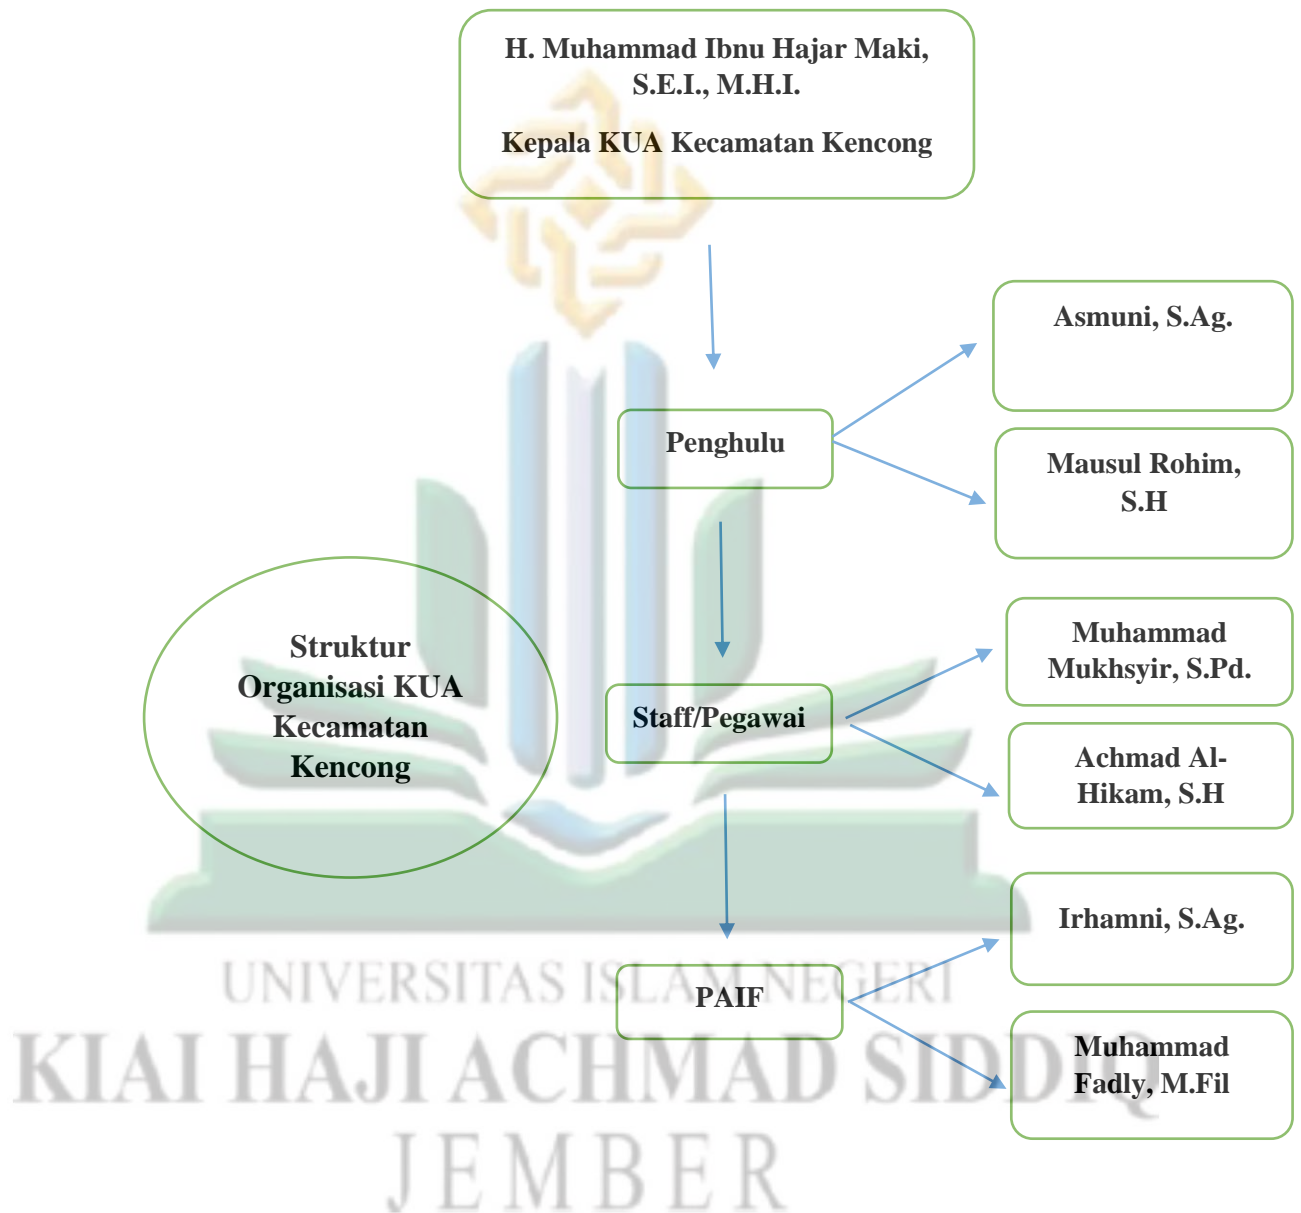 H. Muhammad Ibnu Hajar Maki,
S.E.I., M.H.I.
Kepala KUA Kecamatan Kencong
Asmuni, S.Ag.
Penghulu
Mausul Rohim,
S.H
Struktur
Organisasi KUA
Kecamatan
Kencong
Staff/Pegawai
Muhammad
Mukhsyir, S.Pd.
Achmad Al-
Hikam, S.H
PAIF
Irhamni, S.Ag.
Muhammad
Fadly, M.Fil
UNIVERSITAS ISLAM NEGERI
KIAI HAJI ACHMAD SIDDIQ
JEMBER